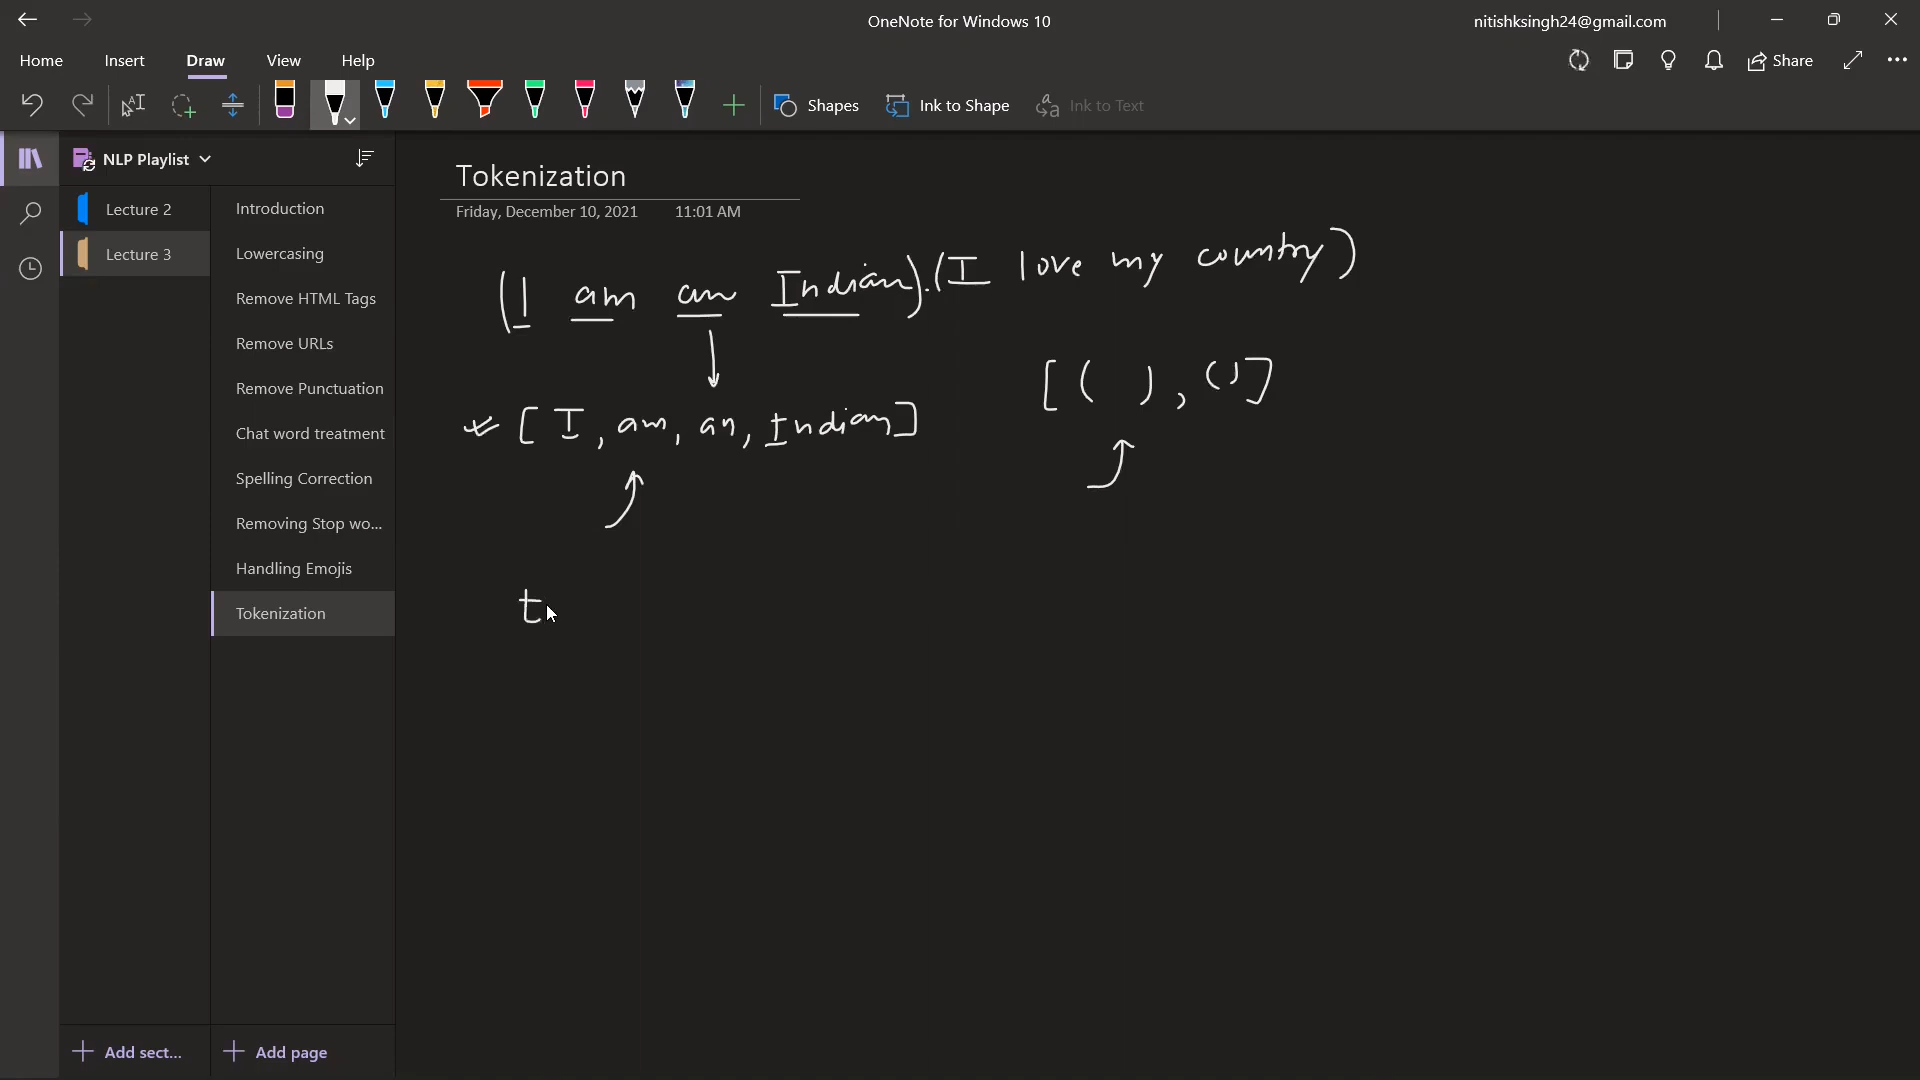 OneNote for Windows 10
nitishksingh24@gmail.com
Home Insert Draw View Help
Share
Shapes Ink to Shape Ink to Text
NLP Playlist
Lecture 2
Lecture 3
Introduction
Lowercasing
Remove HTML Tags
Remove URLs
Remove Punctuation
Chat word treatment
Spelling Correction
Removing Stop wo...
Handling Emojis
Tokenization
Add sect...
Add page
Tokenization
Friday, December 10, 2021 11:01 AM
(I am an Indian).(I love my country)
[( ), ()]
[I, am, an, Indian]
t